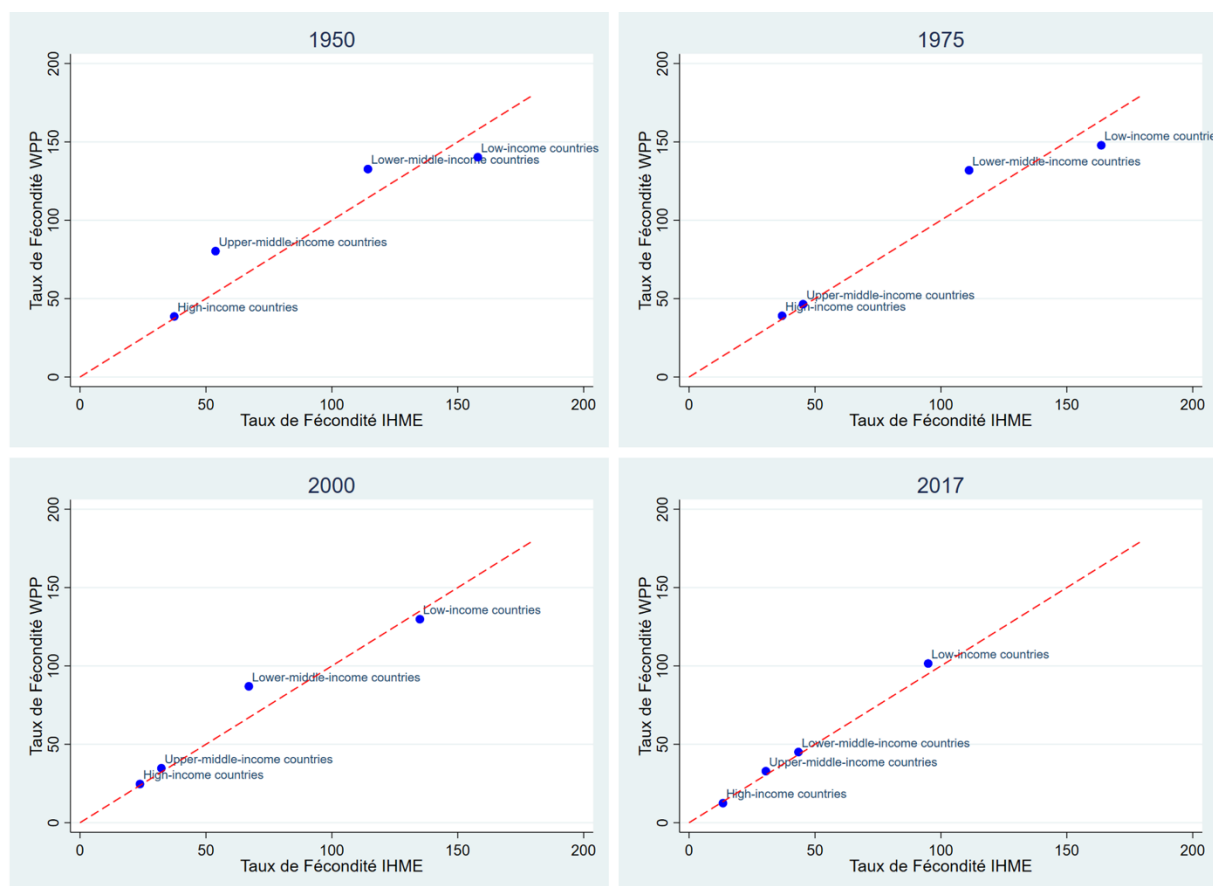 1950
Taux de Fécondité WPP
200
150
100
50
0
Low-income countries
Lower-middle-income countries
Upper-middle-income countries
High-income countries
0 50 100 150 200
Taux de Fécondité IHME
1975
Taux de Fécondité WPP
200
150
100
50
0
Low-income countrie
Lower-middle-income countries
Upper-middle-income countries
High-income countries
0 50 100 150 200
Taux de Fécondité IHME
2000
Taux de Fécondité WPP
200
150
100
50
0
Low-income countries
Lower-middle-income countries
Upper-middle-income countries
High-income countries
0 50 100 150 200
Taux de Fécondité IHME
2017
Taux de Fécondité WPP
200
150
100
50
0
Low-income countries
Lower-middle-income countries
Upper-middle-income countries
High-income countries
0 50 100 150 200
Taux de Fécondité IHME